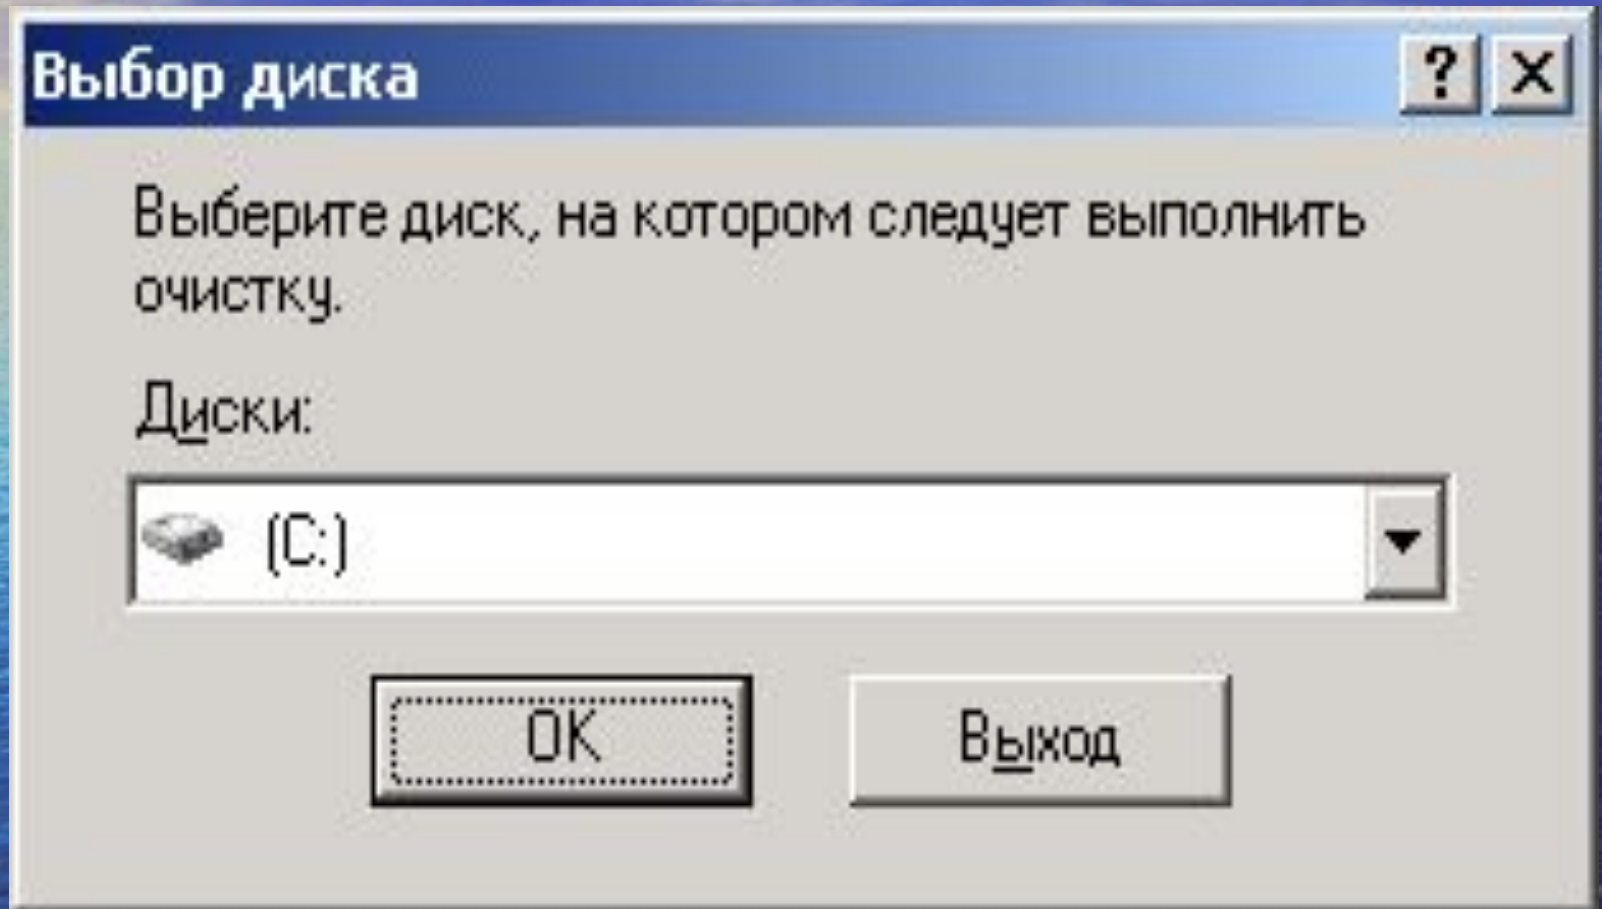 Выбор диска
Выберите диск, на котором следует выполнить
очистку.
Диски:
(C:)
OK
Выход